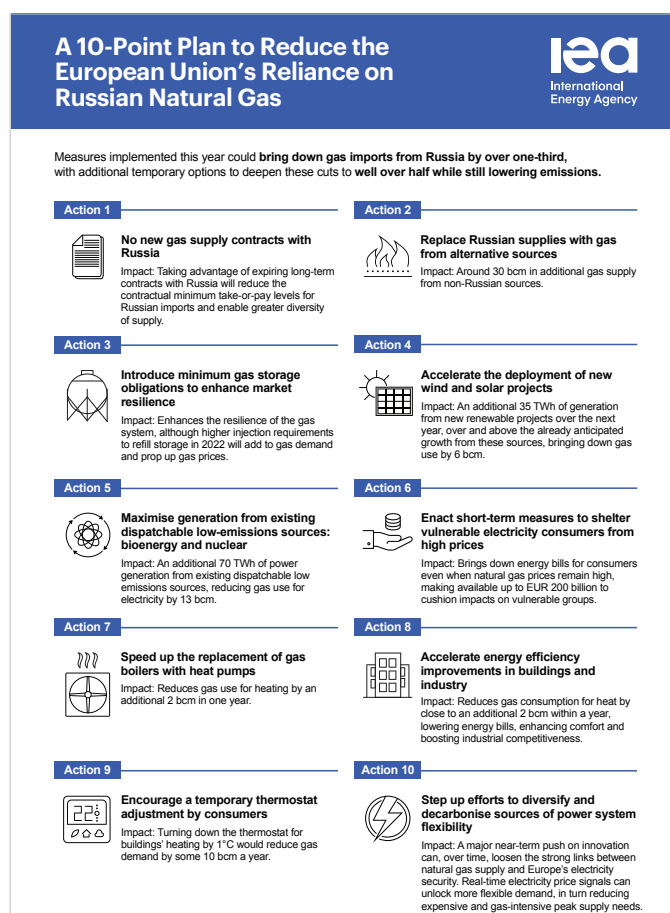 A 10-Point Plan to Reduce the
European Union's Reliance on
Russian Natural Gas
iea
International
Energy Agency
Measures implemented this year could bring down gas imports from Russia by over one-third,
with additional temporary options to deepen these cuts to well over half while still lowering emissions.
Action 1
No new gas supply contracts with
Russia
Impact: Taking advantage of expiring long-term
contracts with Russia will reduce the
contractual minimum take-or-pay levels for
Russian imports and enable greater diversity
of supply.
Action 2
Replace Russian supplies with gas
from alternative sources
Impact: Around 30 bcm in additional gas supply
from non-Russian sources.
Action 3
Introduce minimum gas storage
obligations to enhance market
resilience
Impact: Enhances the resilience of the gas
system, although higher injection requirements
to refill storage in 2022 will add to gas demand
and prop up gas prices.
Action 4
Accelerate the deployment of new
wind and solar projects
Impact: An additional 35 TWh of generation
from new renewable projects over the next
year, over and above the already anticipated
growth from these sources, bringing down gas
use by 6 bcm.
Action 5
Maximise generation from existing
dispatchable low-emissions sources:
bioenergy and nuclear
Impact: An additional 70 TWh of power
generation from existing dispatchable low
emissions sources, reducing gas use for
electricity by 13 bcm.
Action 6
Enact short-term measures to shelter
vulnerable electricity consumers from
high prices
Impact: Brings down energy bills for consumers
even when natural gas prices remain high,
making available up to EUR 200 billion to
cushion impacts on vulnerable groups.
Action 7
Speed up the replacement of gas
boilers with heat pumps
Impact: Reduces gas use for heating by an
additional 2 bcm in one year.
Action 8
Accelerate energy efficiency
improvements in buildings and
industry
Impact: Reduces gas consumption for heat by
close to an additional 2 bcm within a year,
lowering energy bills, enhancing comfort and
boosting industrial competitiveness.
Action 9
22°
Encourage a temporary thermostat
adjustment by consumers
Impact: Turning down the thermostat for
buildings' heating by 1°C would reduce gas
demand by some 10 bcm a year.
Action 10
Step up efforts to diversify and
decarbonise sources of power system
flexibility
Impact: A major near-term push on innovation
can, over time, loosen the strong links between
natural gas supply and Europe's electricity
security. Real-time electricity price signals can
unlock more flexible demand, in turn reducing
expensive and gas-intensive peak supply needs.